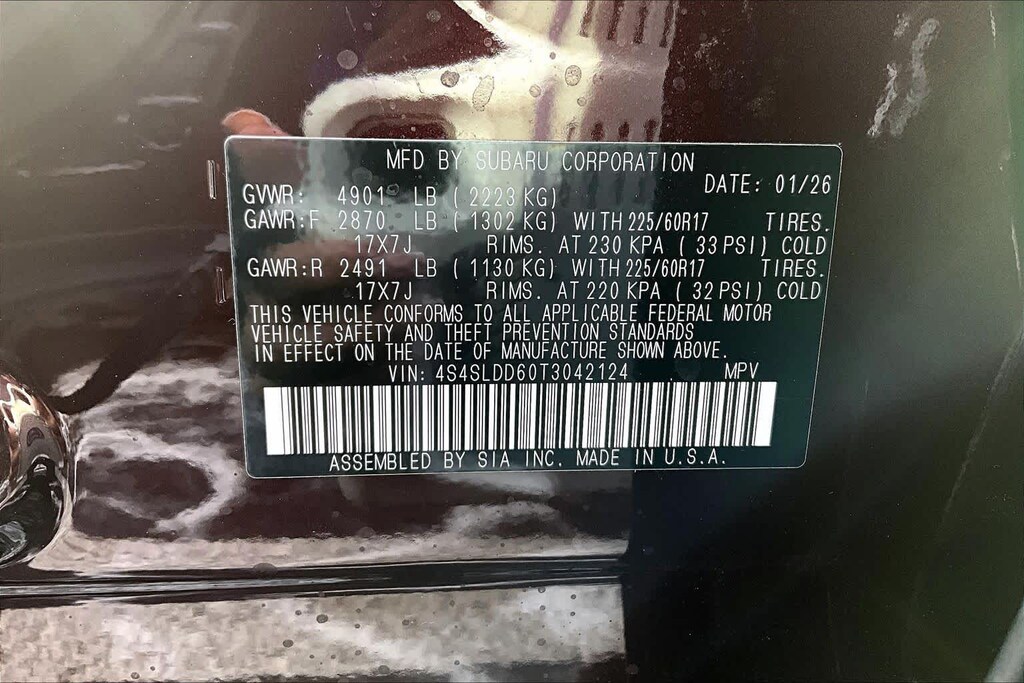 MFD BY SUBARU CORPORATION
DATE: 01/26
GVWR: 4901 LB ( 2223 KG)
GAWR:F 2870 LB ( 1302 KG) WITH 225/60R17 TIRES.
17X7J RIMS. AT 230 KPA ( 33 PSI) COLD
GAWR:R 2491 LB ( 1130 KG) WITH 225/60R17 TIRES.
17X7J RIMS. AT 220 KPA ( 32 PSI) COLD
THIS VEHICLE CONFORMS TO ALL APPLICABLE FEDERAL MOTOR
VEHICLE SAFETY AND THEFT PREVENTION STANDARDS
IN EFFECT ON THE DATE OF MANUFACTURE SHOWN ABOVE.
VIN: 4S4SLDD60T3042124 MPV
ASSEMBLED BY SIA INC. MADE IN U.S.A.